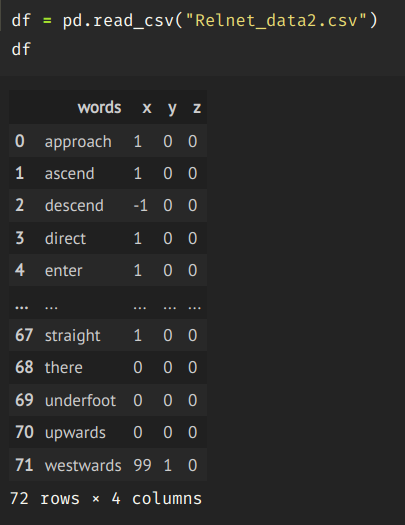 df = pd.read_csv("Relnet_data2.csv")
df
words x y z
0 approach 1 0 0
1 ascend 1 0 0
2 descend -1 0 0
3 direct 1 0 0
4 enter 1 0 0
... ... ... ... ...
67 straight 1 0 0
68 there 0 0 0
69 underfoot 0 0 0
70 upwards 0 0 0
71 westwards 99 1 0
72 rows × 4 columns